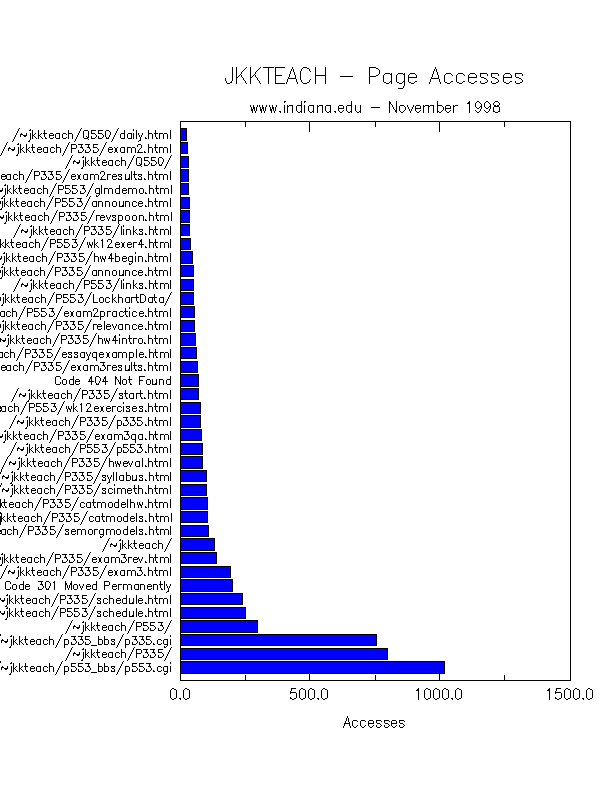 JKKTEACH – Page Accesses
www.indiana.edu – November 1998
/~jkkteach/Q550/daily.html
/~jkkteach/P335/exam2.html
/~jkkteach/Q550/
each/P335/exam2results.html
~jkkteach/P553/glmdemo.html
~jkkteach/P553/announce.html
~jkkteach/P335/revspoon.html
/~jkkteach/P335/links.html
kkteach/P553/wk12exer4.html
~jkkteach/P335/hw4begin.html
~jkkteach/P335/announce.html
/~jkkteach/P553/links.html
~jkkteach/P553/LockhartData/
ach/P553/exam2practice.html
~jkkteach/P335/relevance.html
~jkkteach/P335/hw4intro.html
ach/P335/essayqexample.html
each/P335/exam3results.html
Code 404 Not Found
/~jkkteach/P335/start.html
ach/P553/wk12exercises.html
/~jkkteach/P335/p335.html
~jkkteach/P335/exam3qa.html
/~jkkteach/P553/p553.html
/~jkkteach/P335/hweval.html
~jkkteach/P335/syllabus.html
/~jkkteach/P335/scimeth.html
kteach/P335/catmodelhw.html
jkkteach/P335/catmodels.html
ach/P335/semorgmodels.html
/~jkkteach/
jkkteach/P335/exam3rev.html
/~jkkteach/P335/exam3.html
Code 301 Moved Permanently
~jkkteach/P335/schedule.html
~jkkteach/P553/schedule.html
/~jkkteach/P553/
/~jkkteach/p335_bbs/p335.cgi
/~jkkteach/P335/
/~jkkteach/p553_bbs/p553.cgi
0.0 500.0 1000.0 1500.0
Accesses